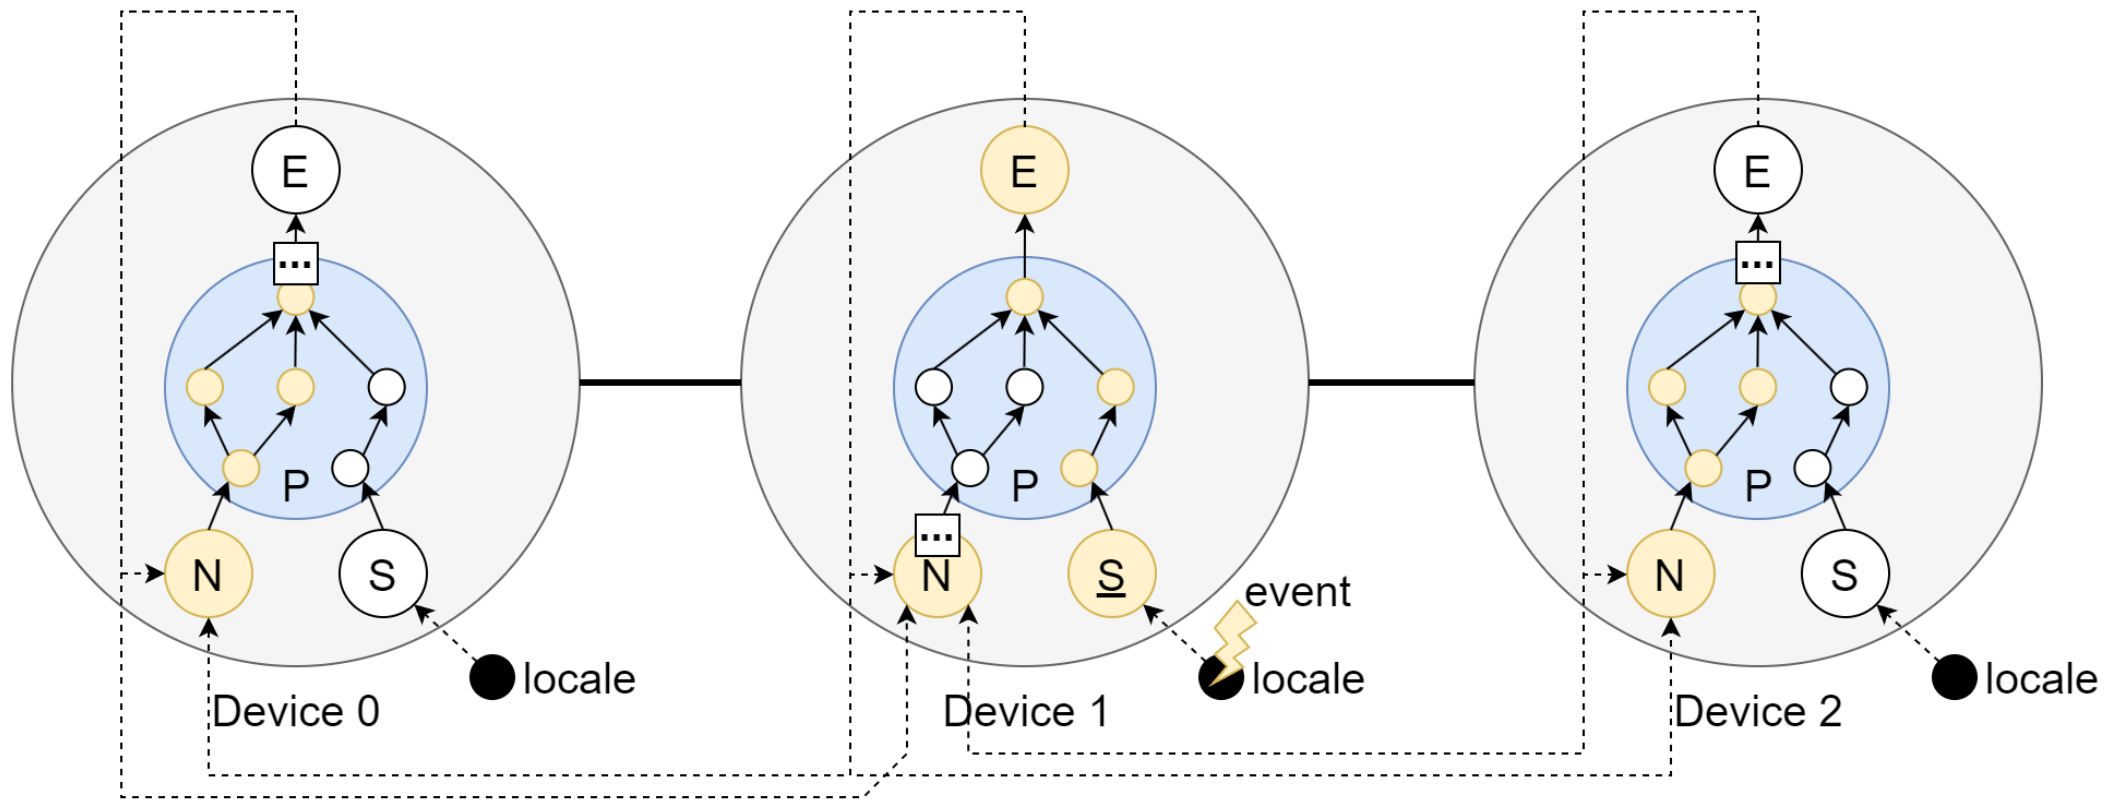 E
E
E
...
...
P
P
P
...
N
S
N
S
N
S
event
locale
locale
locale
Device 0
Device 1
Device 2